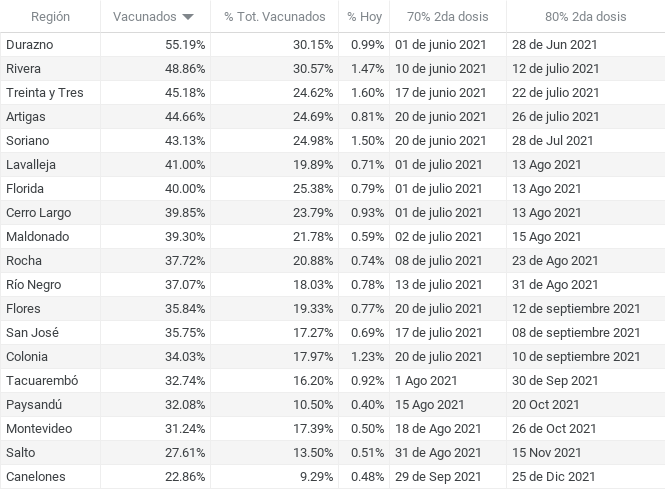 Región Vacunados % Tot. Vacunados % Hoy 70% 2da dosis 80% 2da dosis
Durazno 55.19% 30.15% 0.99% 01 de junio 2021 28 de Jun 2021
Rivera 48.86% 30.57% 1.47% 10 de junio 2021 12 de julio 2021
Treinta y Tres 45.18% 24.62% 1.60% 17 de junio 2021 22 de julio 2021
Artigas 44.66% 24.69% 0.81% 20 de junio 2021 26 de julio 2021
Soriano 43.13% 24.98% 1.50% 20 de junio 2021 28 de Jul 2021
Lavalleja 41.00% 19.89% 0.71% 01 de julio 2021 13 Ago 2021
Florida 40.00% 25.38% 0.79% 01 de julio 2021 13 Ago 2021
Cerro Largo 39.85% 23.79% 0.93% 01 de julio 2021 13 Ago 2021
Maldonado 39.30% 21.78% 0.59% 02 de julio 2021 15 Ago 2021
Rocha 37.72% 20.88% 0.74% 08 de julio 2021 23 de Ago 2021
Río Negro 37.07% 18.03% 0.78% 13 de julio 2021 31 de Ago 2021
Flores 35.84% 19.33% 0.77% 20 de julio 2021 12 de septiembre 2021
San José 35.75% 17.27% 0.69% 17 de julio 2021 08 de septiembre 2021
Colonia 34.03% 17.97% 1.23% 20 de julio 2021 10 de septiembre 2021
Tacuarembó 32.74% 16.20% 0.92% 1 Ago 2021 30 de Sep 2021
Paysandú 32.08% 10.50% 0.40% 15 Ago 2021 20 Oct 2021
Montevideo 31.24% 17.39% 0.50% 18 de Ago 2021 26 de Oct 2021
Salto 27.61% 13.50% 0.51% 31 de Ago 2021 15 Nov 2021
Canelones 22.86% 9.29% 0.48% 29 de Sep 2021 25 de Dic 2021